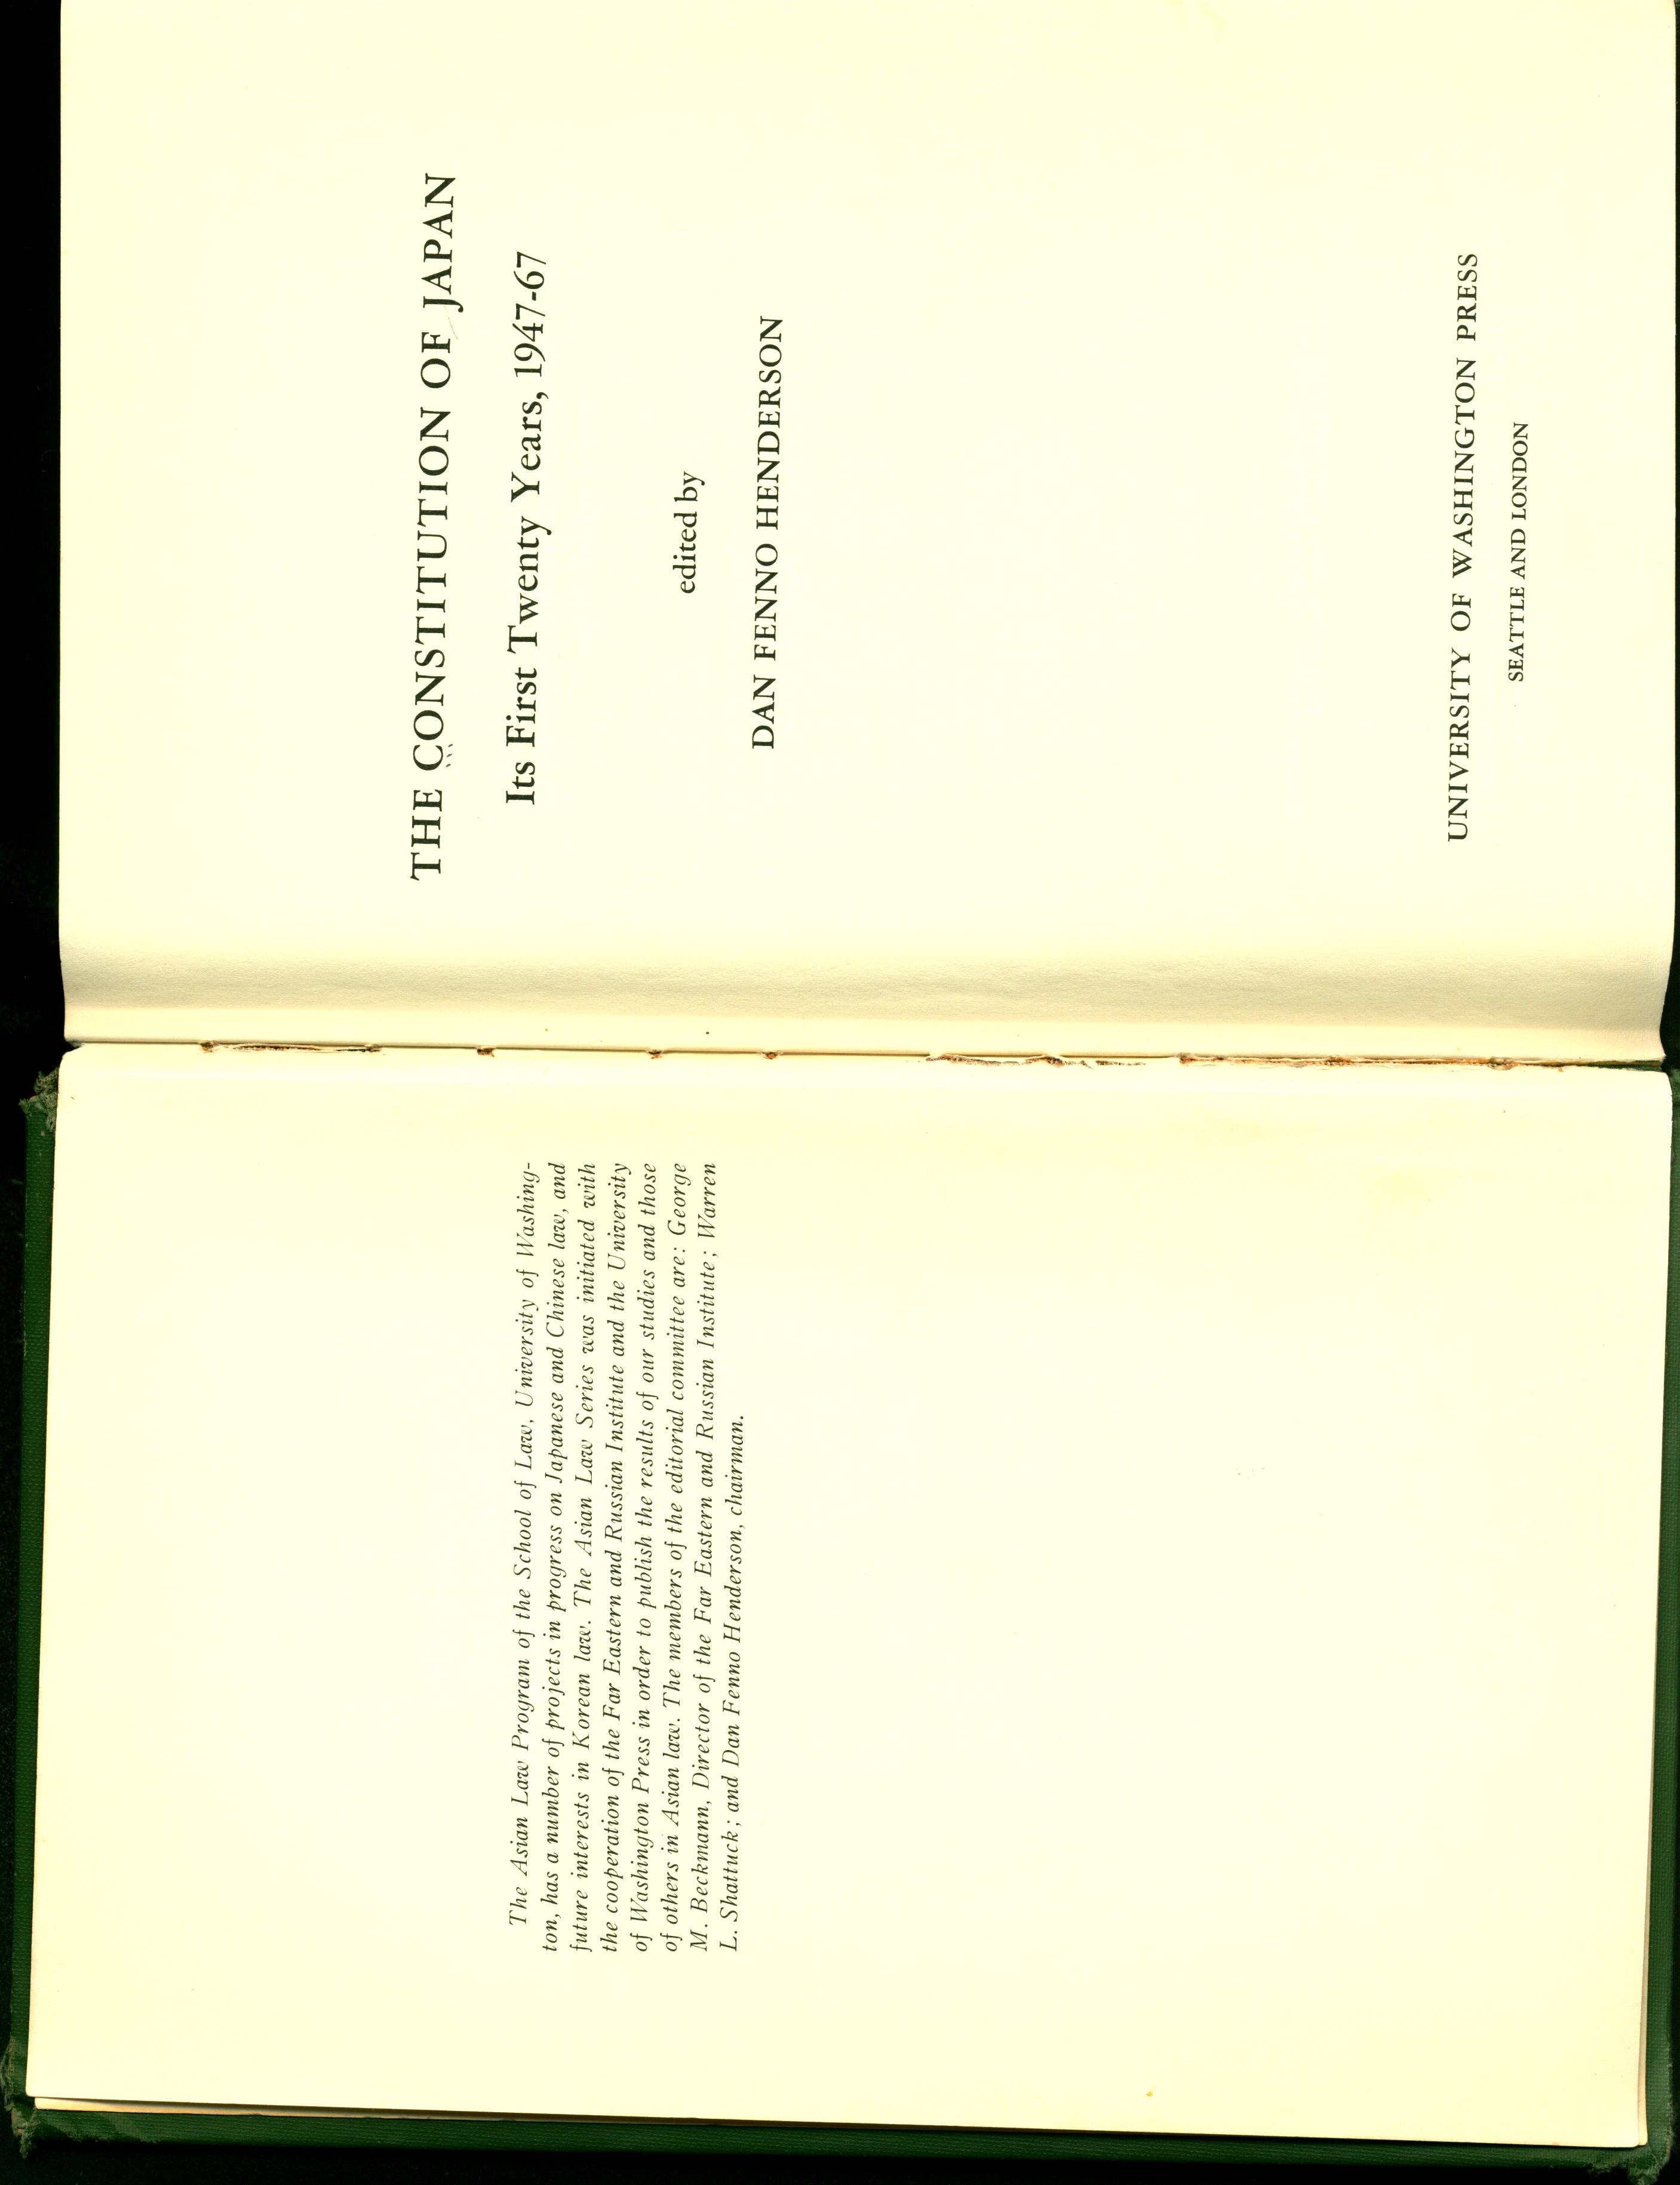 The Asian Law Program of the School of Law, University of Washing-
ton, has a number of projects in progress on Japanese and Chinese law, and
future interests in Korean law. The Asian Law Series was initiated with
the cooperation of the Far Eastern and Russian Institute and the University
of Washington Press in order to publish the results of our studies and those
of others in Asian law. The members of the editorial committee are: George
M. Beckmann, Director of the Far Eastern and Russian Institute; Warren
L. Shattuck; and Dan Fenno Henderson, chairman.
THE CONSTITUTION OF JAPAN
Its First Twenty Years, 1947-67
edited by
DAN FENNO HENDERSON
UNIVERSITY OF WASHINGTON PRESS
SEATTLE AND LONDON